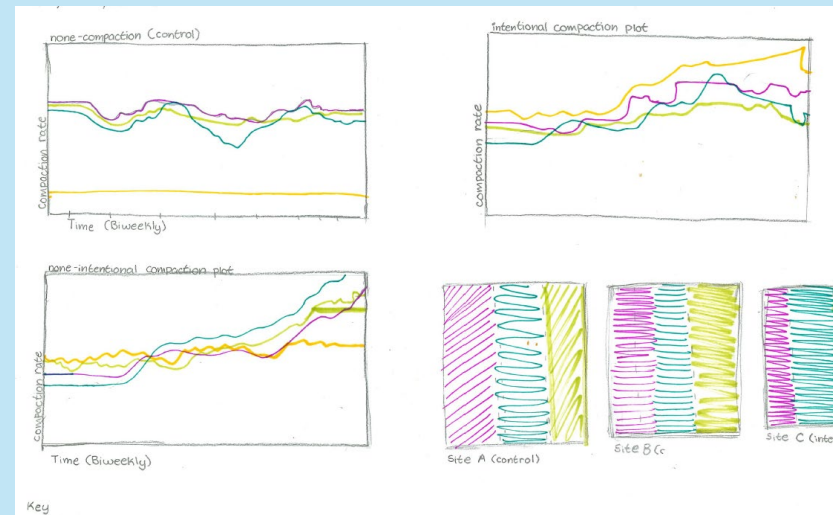 none-compaction (control)
compaction rate
Time (Biweekly)
intentional compaction plot
compaction rate
none-intentional compaction plot
compaction rate
Time (Biweekly)
Site A (control)
Site B (c
Site C (inte
Key